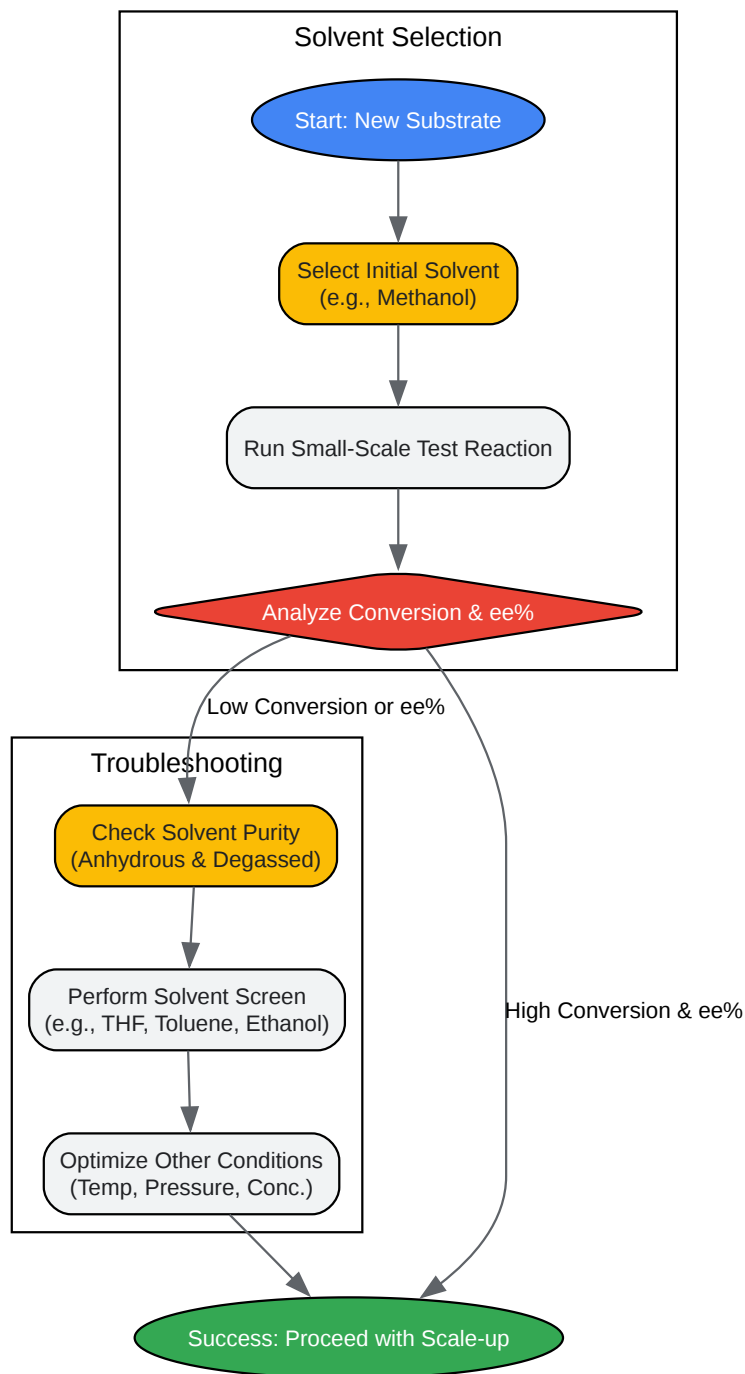 Solvent Selection
Start: New Substrate
Select Initial Solvent
(e.g., Methanol)
Run Small-Scale Test Reaction
Analyze Conversion & ee%
Low Conversion or ee%
Troubleshooting
Check Solvent Purity
(Anhydrous & Degassed)
Perform Solvent Screen
(e.g., THF, Toluene, Ethanol)
High Conversion & ee%
Optimize Other Conditions
(Temp, Pressure, Conc.)
Success: Proceed with Scale-up